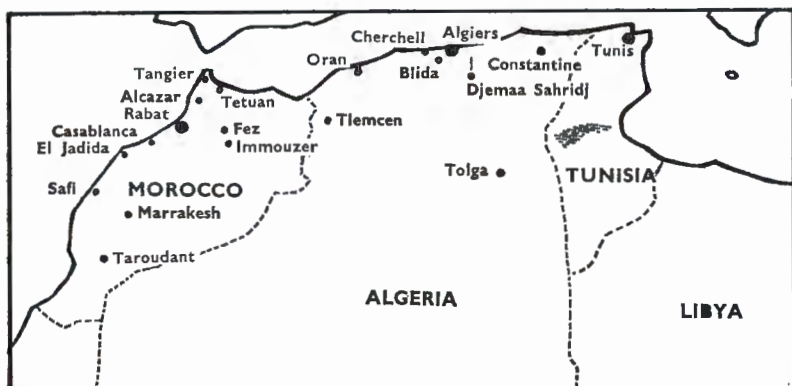 Cherchell
Algiers
Tangier
Oran
Tunis
Blida
Constantine
Alcazar
Tetuan
Djemaa Sahridj
Rabat
Casablanca
Fez
Tlemcen
El Jadida
Immouzer
Tolga
TUNISIA
Safi
MOROCCO
Marrakesh
Taroudant
ALGERIA
LIBYA